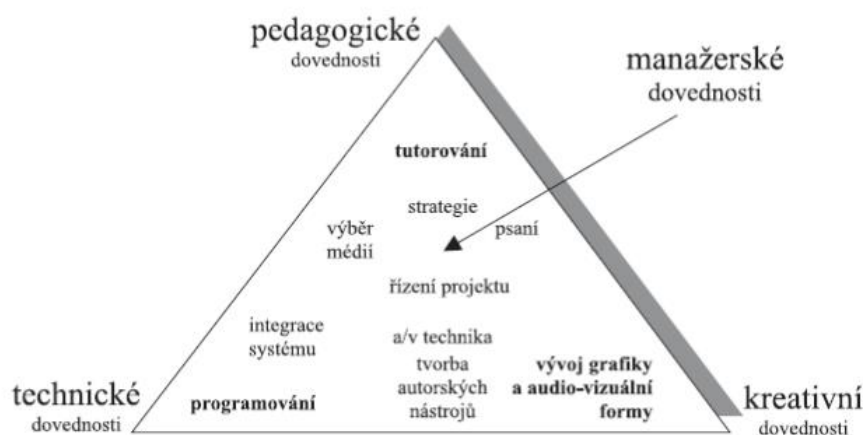 pedagogické
dovednosti
manažerské
dovednosti
tutorování
strategie
výběr
médií
psaní
řízení projektu
integrace
systému
a/v technika
tvorba
autorských
nástrojů
vývoj grafiky
a audio-vizuální
formy
technické
dovednosti
programování
kreativní
dovednosti